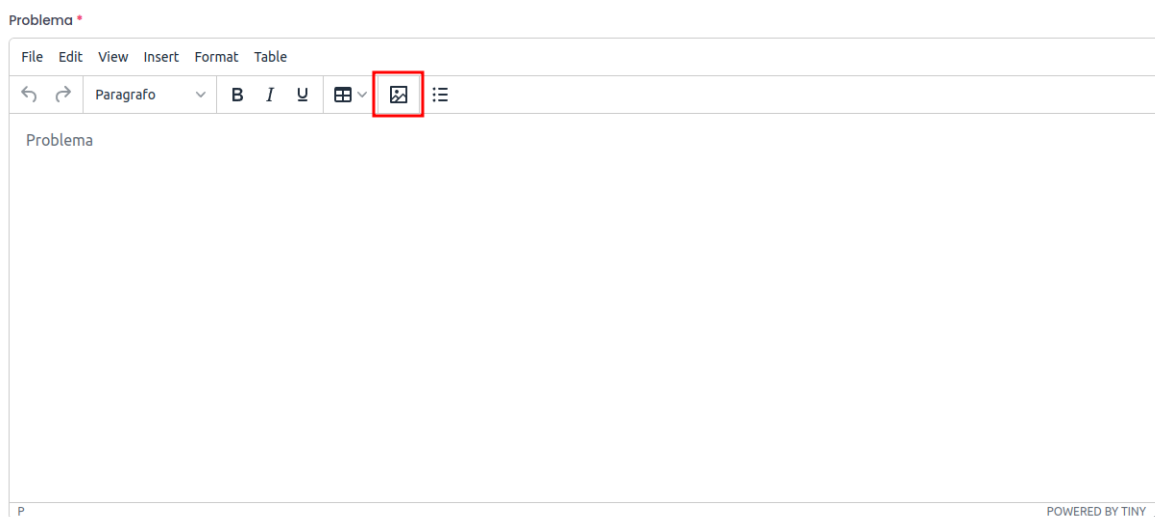 Problema *
File Edit View Insert Format Table
Paragrafo B I U
Problema
P POWERED BY TINY